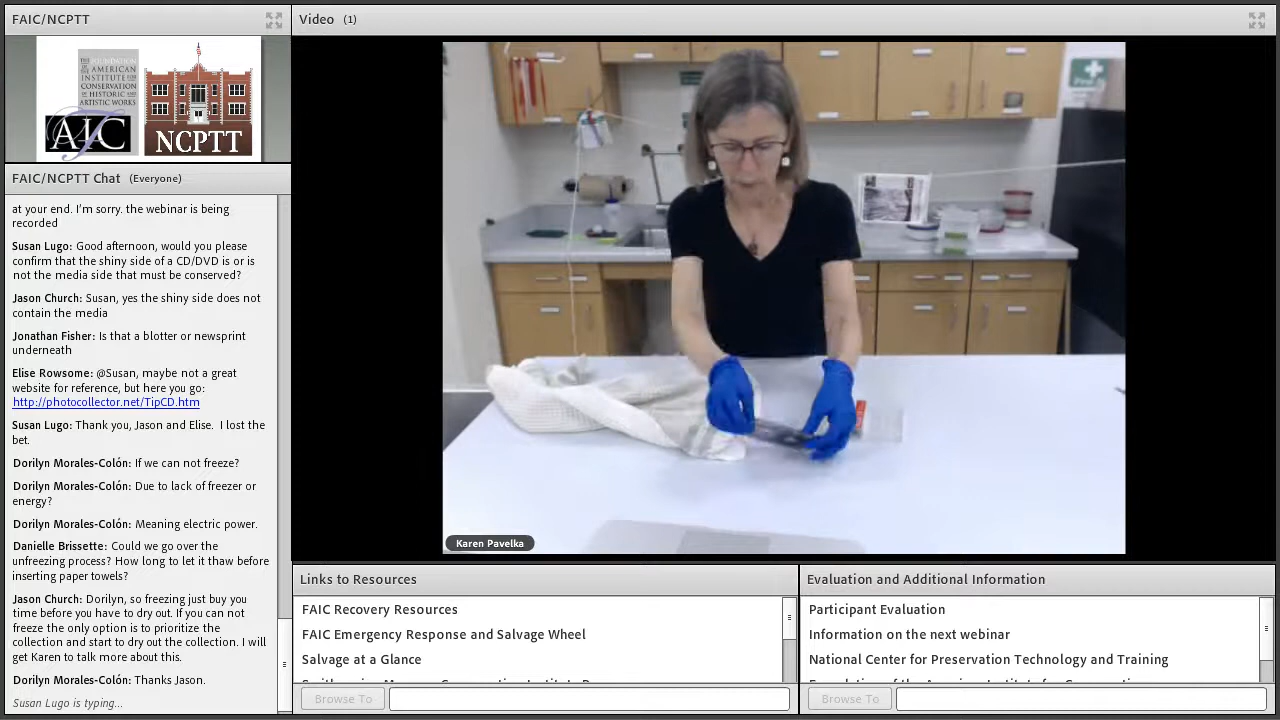 FAIC/NCPTT
THE FOUNDATION
OF THE
AMERICAN
INSTITUTE
FOR
CONSERVATION
OF HISTORIC
AND
ARTISTIC WORKS
AIC
NCPTT
FAIC/NCPTT Chat (Everyone)
at your end. I'm sorry. the webinar is being
recorded
Susan Lugo: Good afternoon, would you please
confirm that the shiny side of a CD/DVD is or is
not the media side that must be conserved?
Jason Church: Susan, yes the shiny side does not
contain the media
Jonathan Fisher: Is that a blotter or newsprint
underneath
Elise Rowsome: @Susan, maybe not a great
website for reference, but here you go:
http://photocollector.net/TipCD.htm
Susan Lugo: Thank you, Jason and Elise. I lost the
bet.
Dorilyn Morales-Colón: If we can not freeze?
Dorilyn Morales-Colón: Due to lack of freezer or
energy?
Dorilyn Morales-Colón: Meaning electric power.
Danielle Brissette: Could we go over the
unfreezing process? How long to let it thaw before
inserting paper towels?
Jason Church: Dorilyn, so freezing just buy you
time before you have to dry out. If you can not
freeze the only option is to prioritize the
collection and start to dry out the collection. I will
get Karen to talk more about this.
Dorilyn Morales-Colón: Thanks Jason.
Susan Lugo is typing...
Video (1)
Karen Pavelka
Links to Resources
FAIC Recovery Resources
FAIC Emergency Response and Salvage Wheel
Salvage at a Glance
Browse To
Evaluation and Additional Information
Participant Evaluation
Information on the next webinar
National Center for Preservation Technology and Training
Browse To